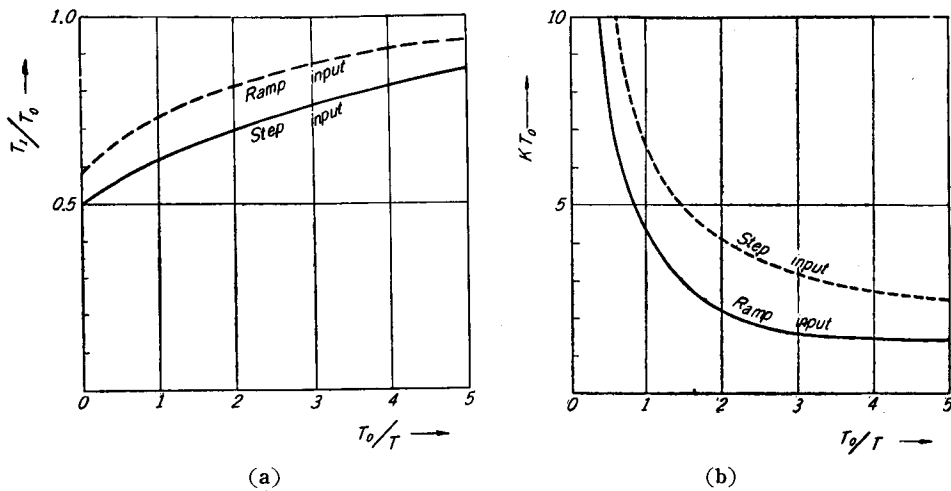 1.0
T₁/T₀
Ramp input
Step input
0.5
0 1 2 3 4 5
T₀/T
(a)
10
KT₀
5
Step input
Ramp input
0 1 2 3 4 5
T₀/T
(b)